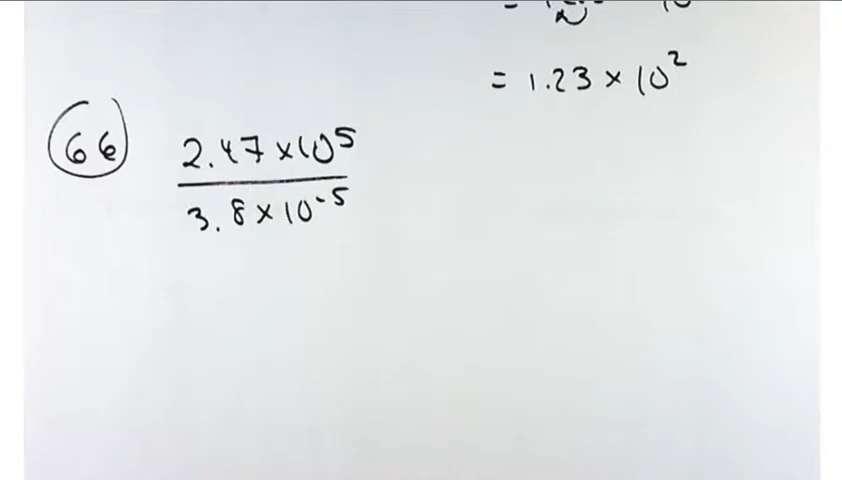 = 1.23 × 10²
66
2.47 × 10⁵
3.8 × 10⁻⁵